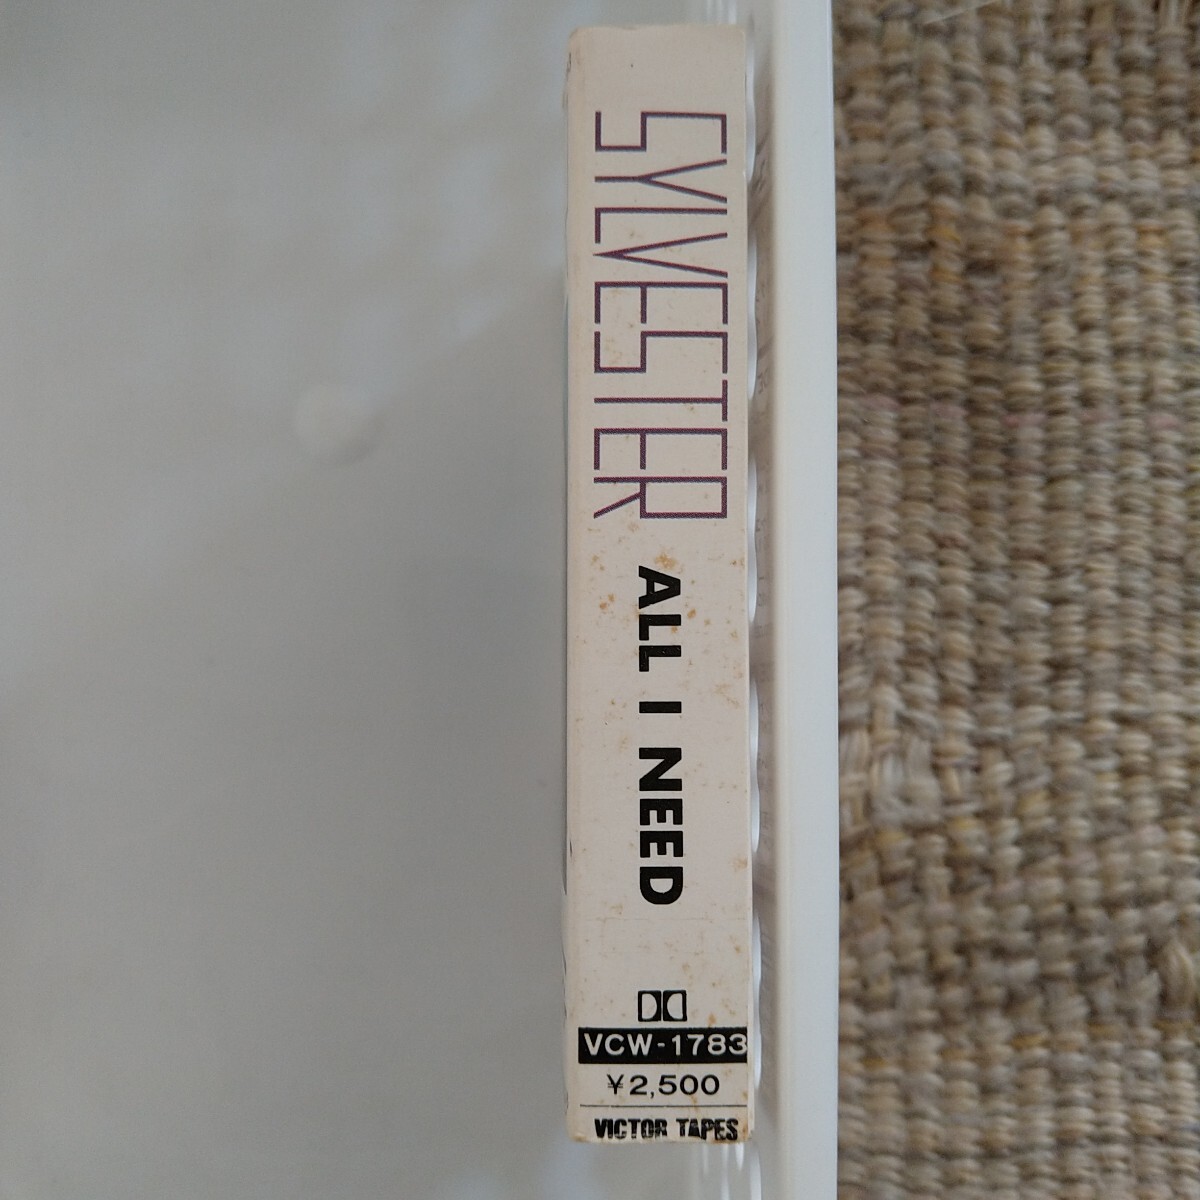 SYLVESTER
ALL I NEED
VCW-1783
¥2,500
VICTOR TAPES